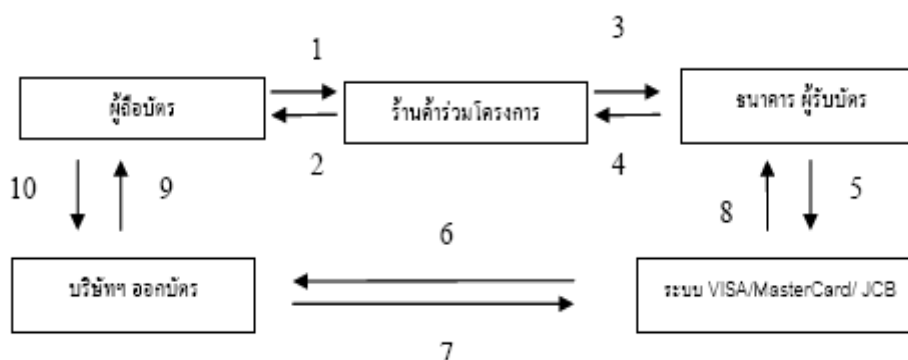 1
3
ผู้ถือบัตร
ร้านค้าร่วมโครงการ
ธนาคาร ผู้รับบัตร
2
4
10
9
8
5
6
บริษัทฯ ออกบัตร
ระบบ VISA/MasterCard/ JCB
7